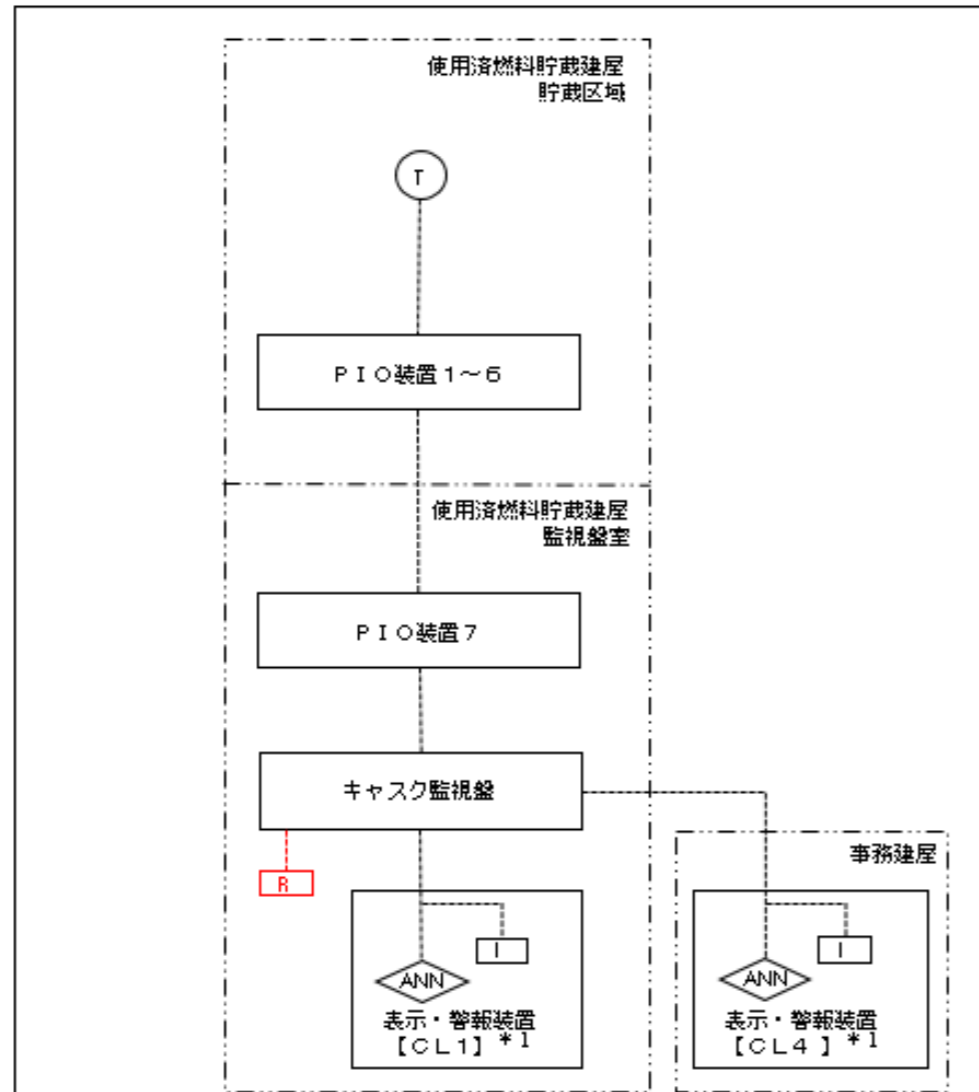 使用済燃料貯蔵建屋
貯蔵区域
T
PIO装置1～6
使用済燃料貯蔵建屋
監視盤室
PIO装置7
キャスク監視盤
事務建屋
R
I
ANN
表示・警報装置
【CL1】*1
I
ANN
表示・警報装置
【CL4】*1